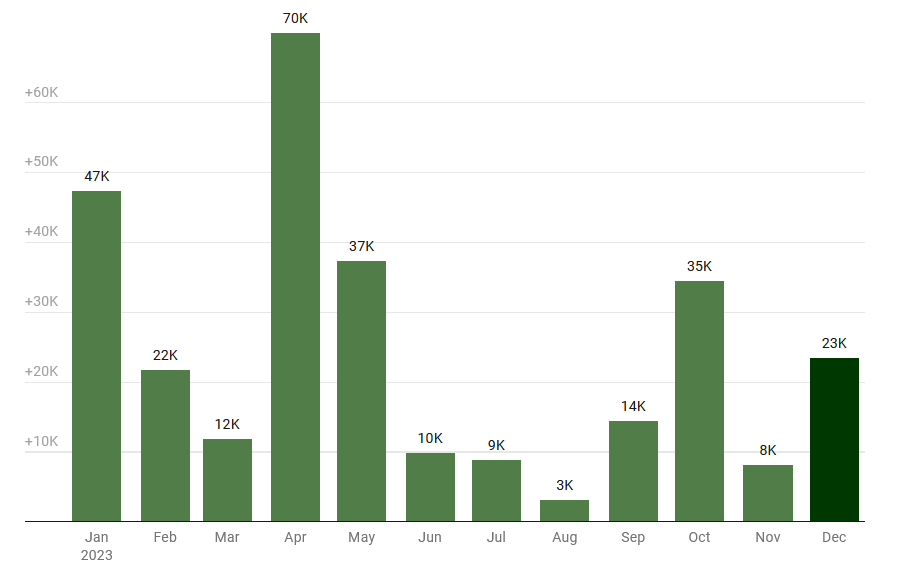 70K
+60K
+50K
47K
+40K
37K
35K
+30K
23K
22K
+20K
14K
12K
+10K
10K
9K
8K
3K
Jan Feb Mar Apr May Jun Jul Aug Sep Oct Nov Dec
2023